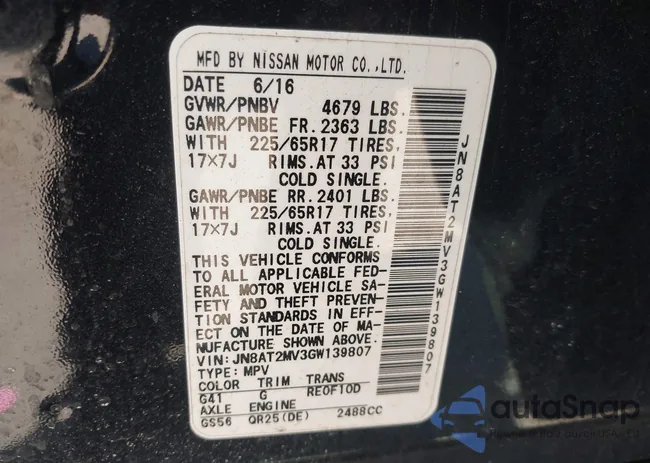 MFD BY NISSAN MOTOR CO.,LTD.
DATE 6/16
GVWR/PNBV 4679 LBS.
GAWR/PNBE FR. 2363 LBS.
WITH 225/65R17 TIRES.
17×7J RIMS. AT 33 PSI
COLD SINGLE.
GAWR/PNBE RR. 2401 LBS.
WITH 225/65R17 TIRES.
17×7J RIMS. AT 33 PSI
COLD SINGLE.
THIS VEHICLE CONFORMS
TO ALL APPLICABLE FED-
ERAL MOTOR VEHICLE SA-
FETY AND THEFT PREVEN-
TION STANDARDS IN EFF-
ECT ON THE DATE OF MA-
NUFACTURE SHOWN ABOVE.
VIN: JN8AT2MV3GW139807
TYPE: MPV
COLOR TRIM TRANS
G41 G RE0F10D
AXLE ENGINE
GS56 QR25(DE) 2488CC
JN8AT2MV3GW139807
autoSnap